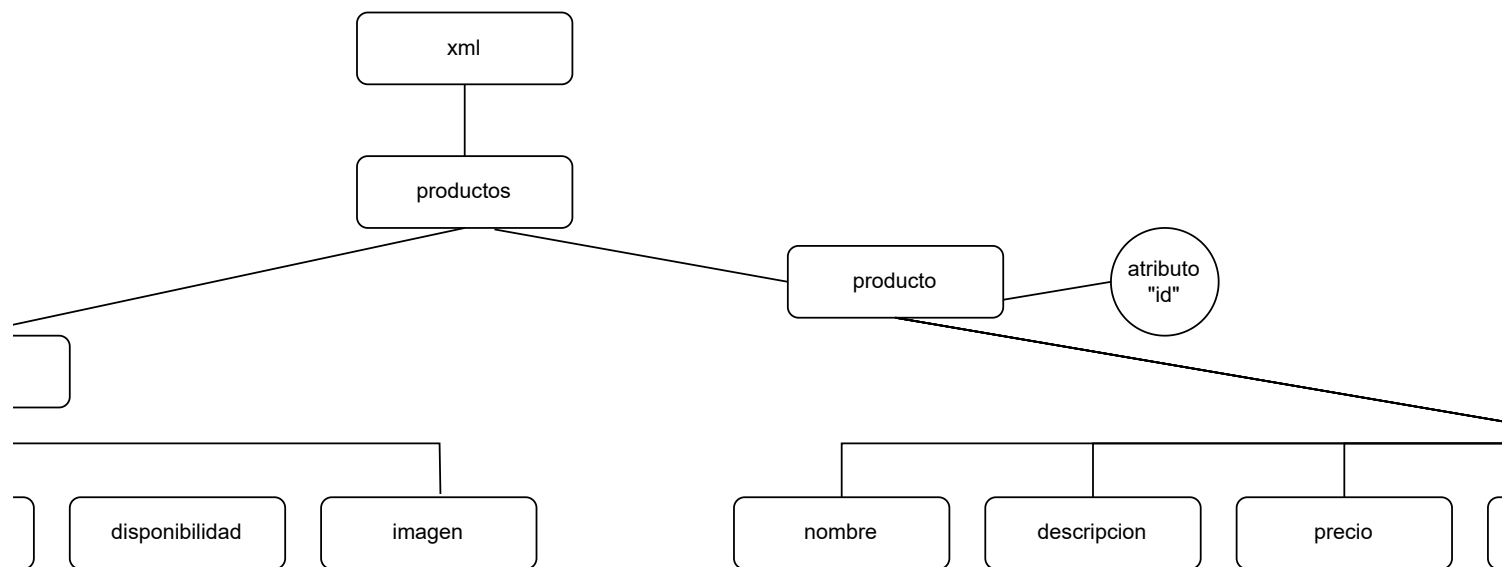 xml
productos
producto
atributo
"id"
disponibilidad
imagen
nombre
descripcion
precio